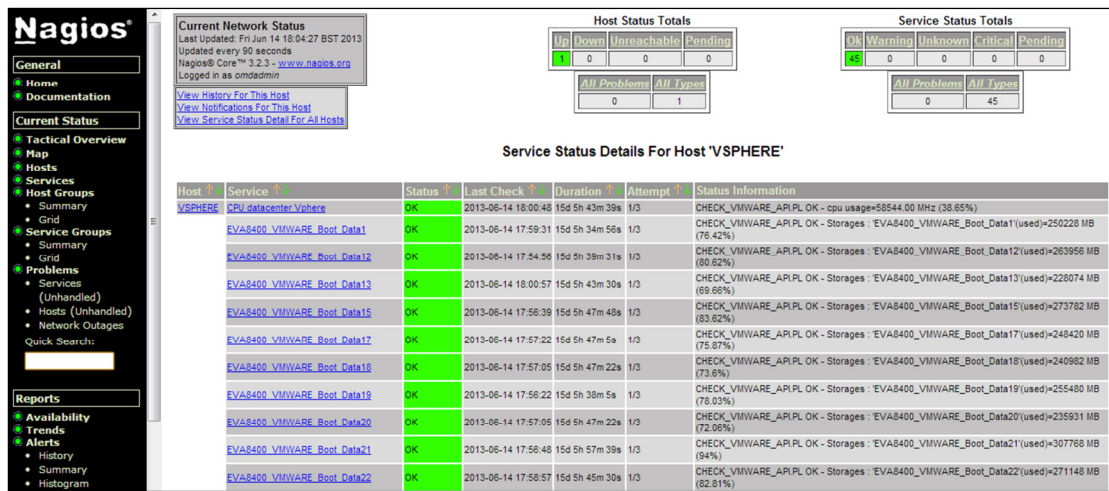 Nagios®
General
Home
Documentation
Current Status
Tactical Overview
Map
Hosts
Services
Host Groups
Summary
Grid
Service Groups
Summary
Grid
Problems
Services
(Unhandled)
Hosts (Unhandled)
Network Outages
Quick Search:
Reports
Availability
Trends
Alerts
History
Summary
Histogram
Current Network Status
Last Updated: Fri Jun 14 18:04:27 BST 2013
Updated every 90 seconds
Nagios® Core™ 3.2.3 - www.nagios.org
Logged in as omdadmin
View History For This Host
View Notifications For This Host
View Service Status Detail For All Hosts
Host Status Totals
Up Down Unreachable Pending
1 0 0 0
All Problems All Types
0 1
Service Status Totals
Ok Warning Unknown Critical Pending
45 0 0 0 0
All Problems All Types
0 45
Service Status Details For Host 'VSPHERE'
Host Service Status Last Check Duration Attempt Status Information
VSPHERE CPU datacenter Vphere OK 2013-06-14 18:00:48 15d 5h 43m 39s 1/3 CHECK_VMWARE_API.PL OK - cpu usage=58544.00 MHz (38.65%)
EVA8400_VMWARE_Boot_Data1 OK 2013-06-14 17:59:31 15d 5h 34m 56s 1/3 CHECK_VMWARE_API.PL OK - Storages : 'EVA8400_VMWARE_Boot_Data1'(used)=250228 MB
(76.42%)
EVA8400_VMWARE_Boot_Data12 OK 2013-06-14 17:54:56 15d 5h 39m 31s 1/3 CHECK_VMWARE_API.PL OK - Storages : 'EVA8400_VMWARE_Boot_Data12'(used)=263956 MB
(80.62%)
EVA8400_VMWARE_Boot_Data13 OK 2013-06-14 18:00:57 15d 5h 43m 30s 1/3 CHECK_VMWARE_API.PL OK - Storages : 'EVA8400_VMWARE_Boot_Data13'(used)=228074 MB
(69.66%)
EVA8400_VMWARE_Boot_Data15 OK 2013-06-14 17:56:39 15d 5h 47m 48s 1/3 CHECK_VMWARE_API.PL OK - Storages : 'EVA8400_VMWARE_Boot_Data15'(used)=273782 MB
(83.62%)
EVA8400_VMWARE_Boot_Data17 OK 2013-06-14 17:57:22 15d 5h 47m 5s 1/3 CHECK_VMWARE_API.PL OK - Storages : 'EVA8400_VMWARE_Boot_Data17'(used)=248420 MB
(75.87%)
EVA8400_VMWARE_Boot_Data18 OK 2013-06-14 17:57:05 15d 5h 47m 22s 1/3 CHECK_VMWARE_API.PL OK - Storages : 'EVA8400_VMWARE_Boot_Data18'(used)=240982 MB
(73.6%)
EVA8400_VMWARE_Boot_Data19 OK 2013-06-14 17:56:22 15d 5h 38m 5s 1/3 CHECK_VMWARE_API.PL OK - Storages : 'EVA8400_VMWARE_Boot_Data19'(used)=255480 MB
(78.03%)
EVA8400_VMWARE_Boot_Data20 OK 2013-06-14 17:57:05 15d 5h 47m 22s 1/3 CHECK_VMWARE_API.PL OK - Storages : 'EVA8400_VMWARE_Boot_Data20'(used)=235931 MB
(72.06%)
EVA8400_VMWARE_Boot_Data21 OK 2013-06-14 17:56:48 15d 5h 57m 39s 1/3 CHECK_VMWARE_API.PL OK - Storages : 'EVA8400_VMWARE_Boot_Data21'(used)=307768 MB
(94%)
EVA8400_VMWARE_Boot_Data22 OK 2013-06-14 17:58:57 15d 5h 45m 30s 1/3 CHECK_VMWARE_API.PL OK - Storages : 'EVA8400_VMWARE_Boot_Data22'(used)=271148 MB
(82.81%)